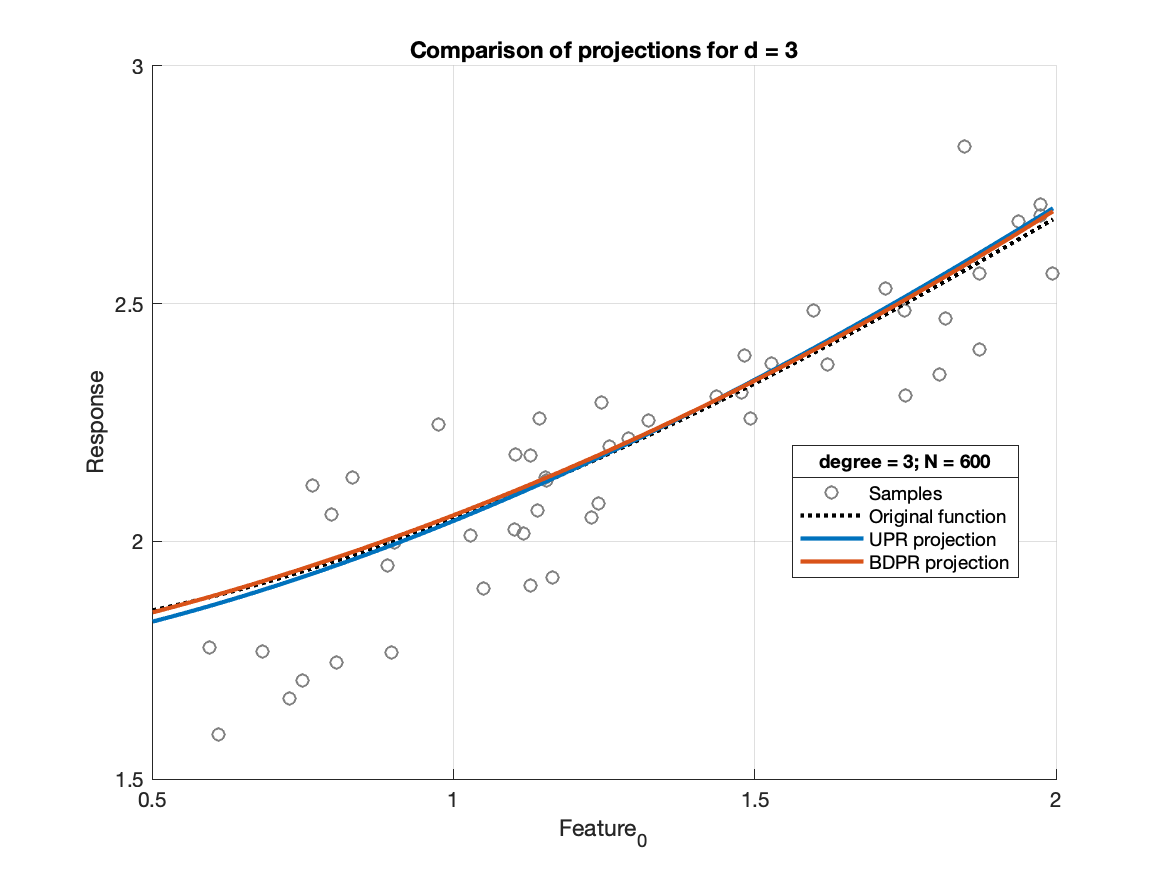 Comparison of projections for d = 3
3
2.5
2
1.5
Response
0.5
1
1.5
2
Feature0
degree = 3; N = 600
Samples
Original function
UPR projection
BDPR projection